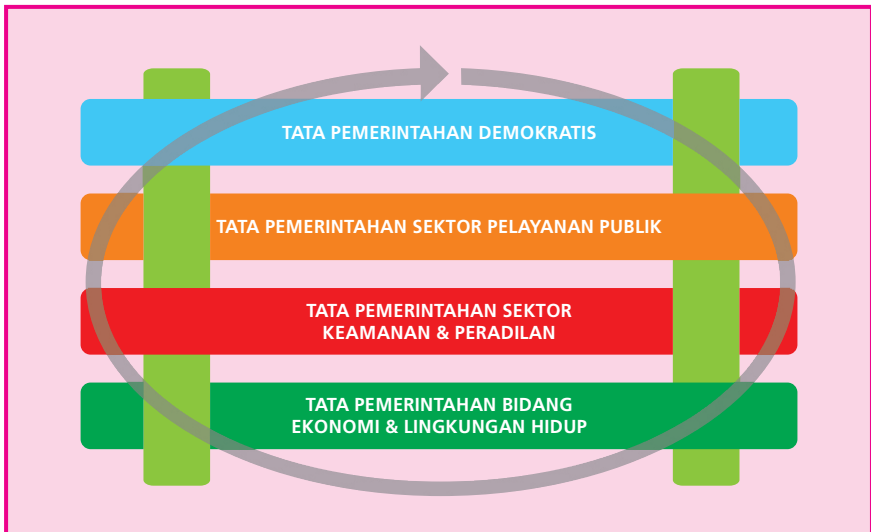 TATA PEMERINTAHAN DEMOKRATIS
TATA PEMERINTAHAN SEKTOR PELAYANAN PUBLIK
TATA PEMERINTAHAN SEKTOR
KEAMANAN & PERADILAN
TATA PEMERINTAHAN BIDANG
EKONOMI & LINGKUNGAN HIDUP